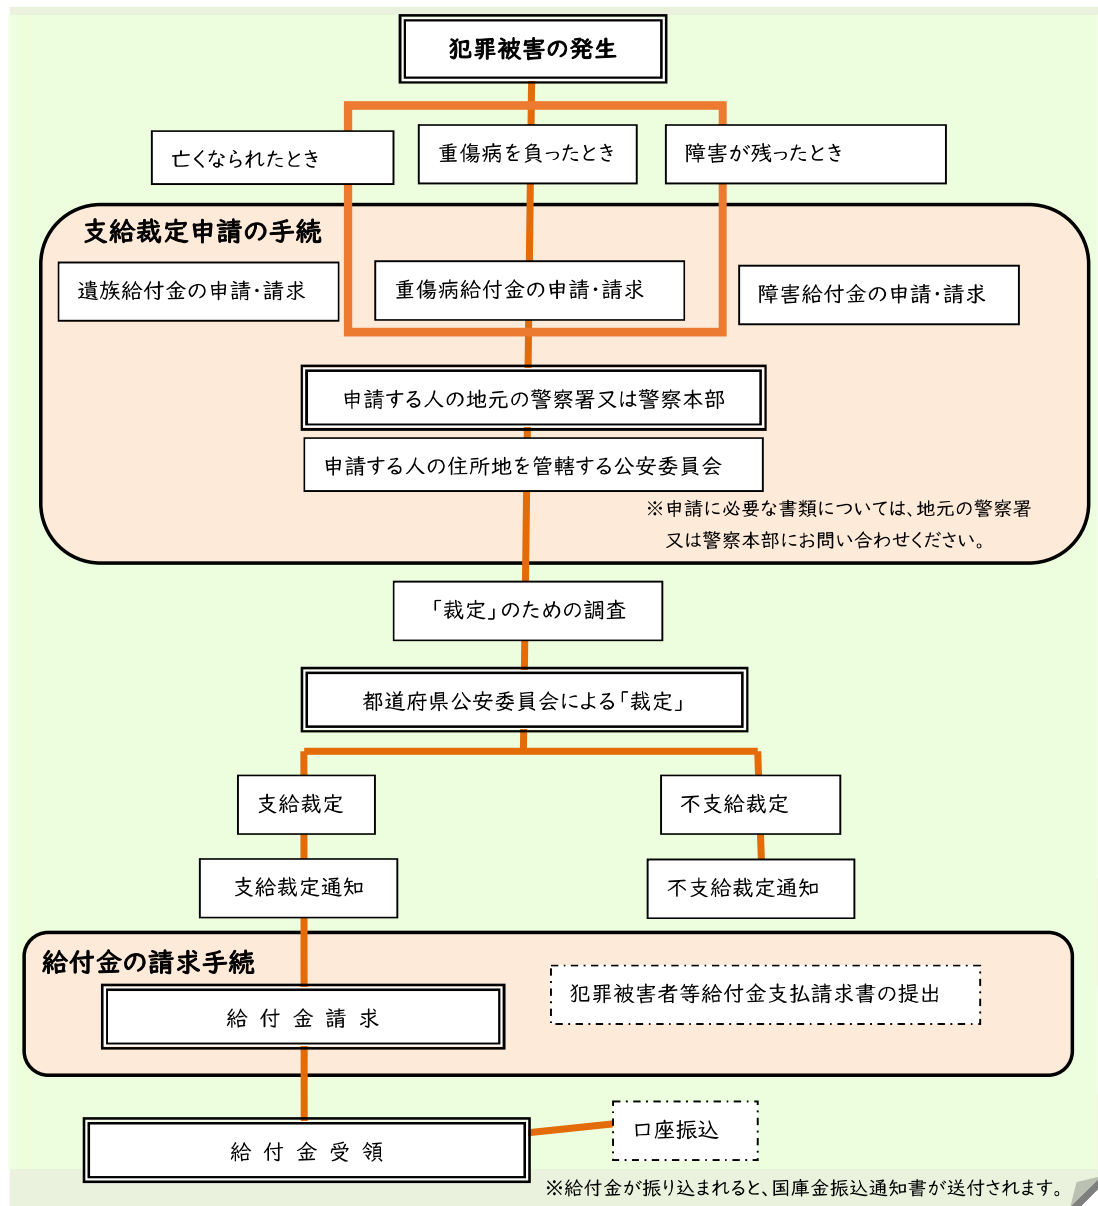 犯罪被害の発生
亡くなられたとき
重傷病を負ったとき
障害が残ったとき
支給裁定申請の手続
遺族給付金の申請・請求
重傷病給付金の申請・請求
障害給付金の申請・請求
申請する人の地元の警察署又は警察本部
申請する人の住所地を管轄する公安委員会
※申請に必要な書類については、地元の警察署
又は警察本部にお問い合わせください。
「裁定」のための調査
都道府県公安委員会による「裁定」
支給裁定
不支給裁定
支給裁定通知
不支給裁定通知
給付金の請求手続
犯罪被害者等給付金支払請求書の提出
給 付 金 請 求
口座振込
給 付 金 受 領
※給付金が振り込まれると、国庫金振込通知書が送付されます。